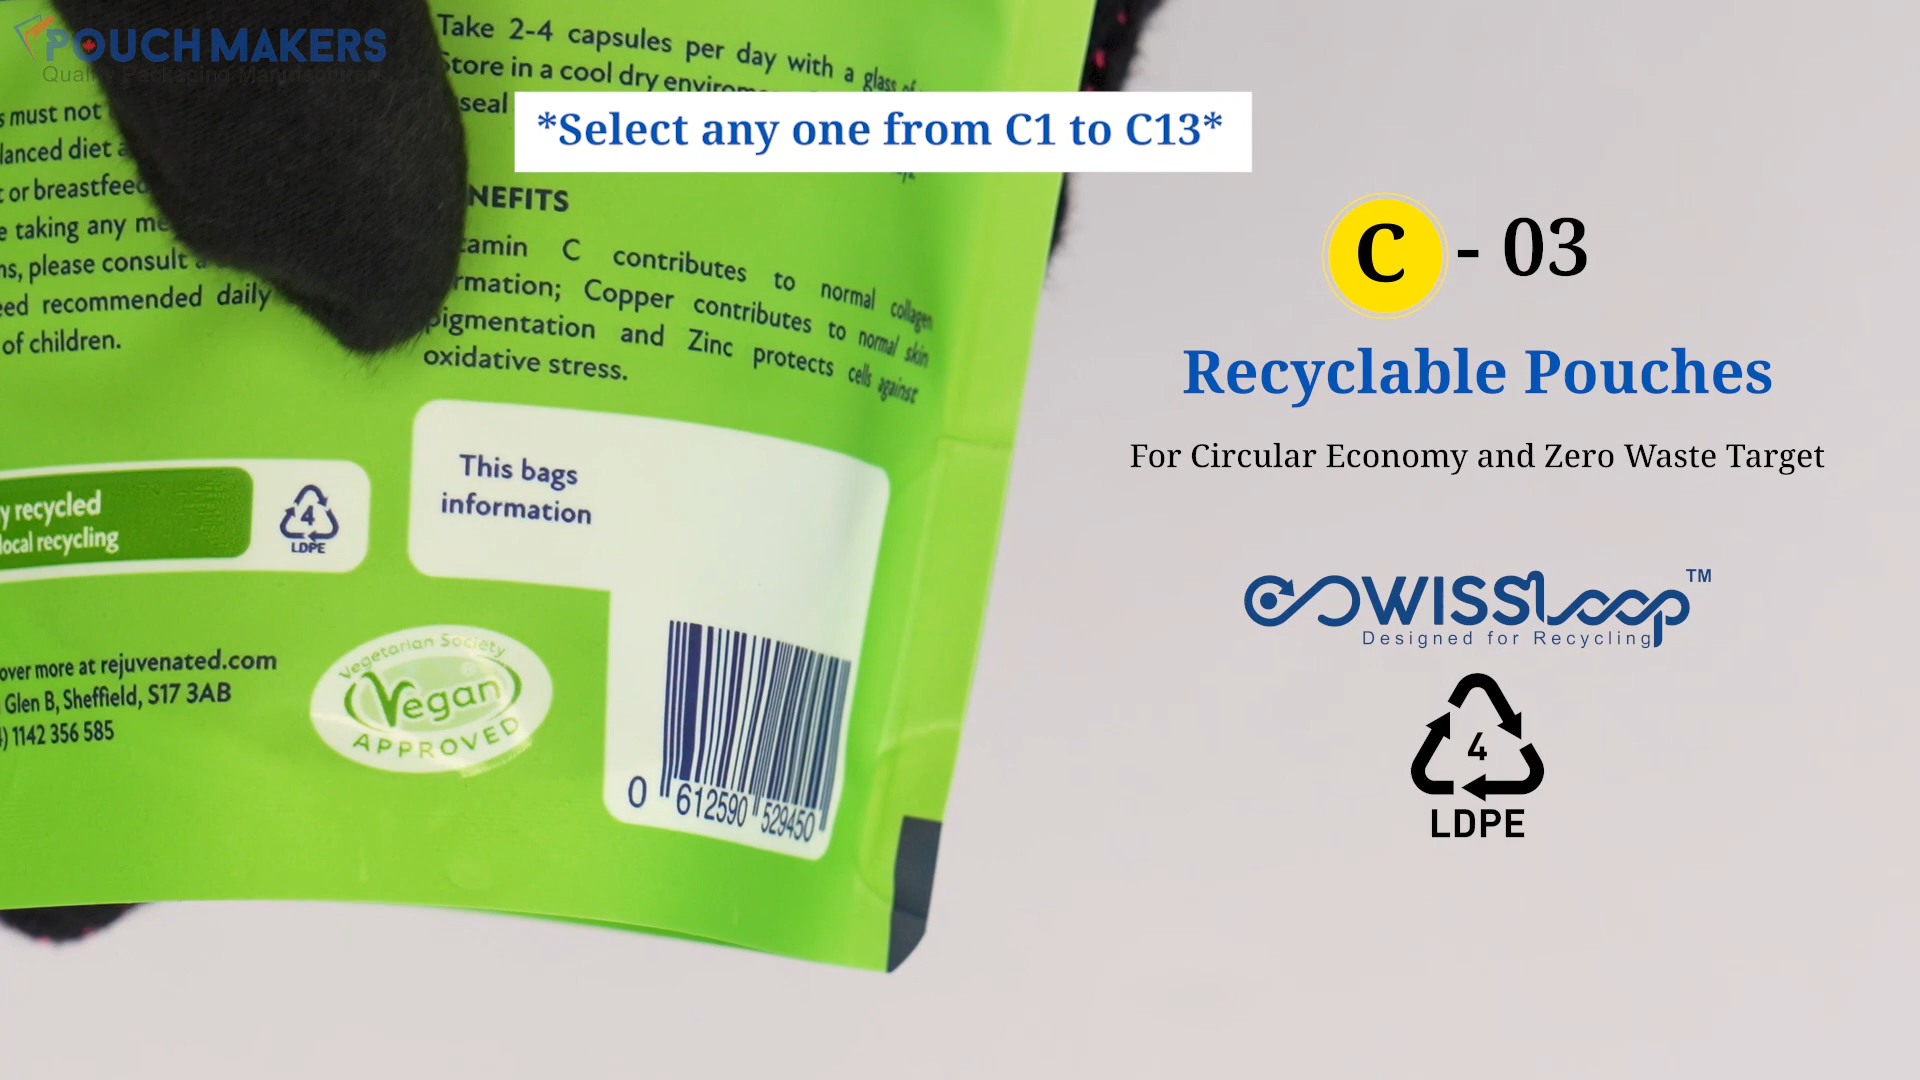 POUCH MAKERS
Quality Packaging Manufacturers
Take 2-4 capsules per day with a glass of
Store in a cool dry
seal
*Select any one from C1 to C13*
s must not
lanced diet
or breastfeed
e taking any me
ns, please consult
eed recommended daily
of children.
NEFITS
tamin C contributes to normal collagen
rmation; Copper contributes to normal skin
pigmentation and Zinc protects cells against
oxidative stress.
This bags
information
y recycled
local recycling
4
LDPE
over more at rejuvenated.com
Glen B, Sheffield, S17 3AB
) 1142 356 585
Vegetarian Society
Vegan
APPROVED
0 612590 529450
C - 03
Recyclable Pouches
For Circular Economy and Zero Waste Target
SWISSLoop TM
Designed for Recycling
4
LDPE